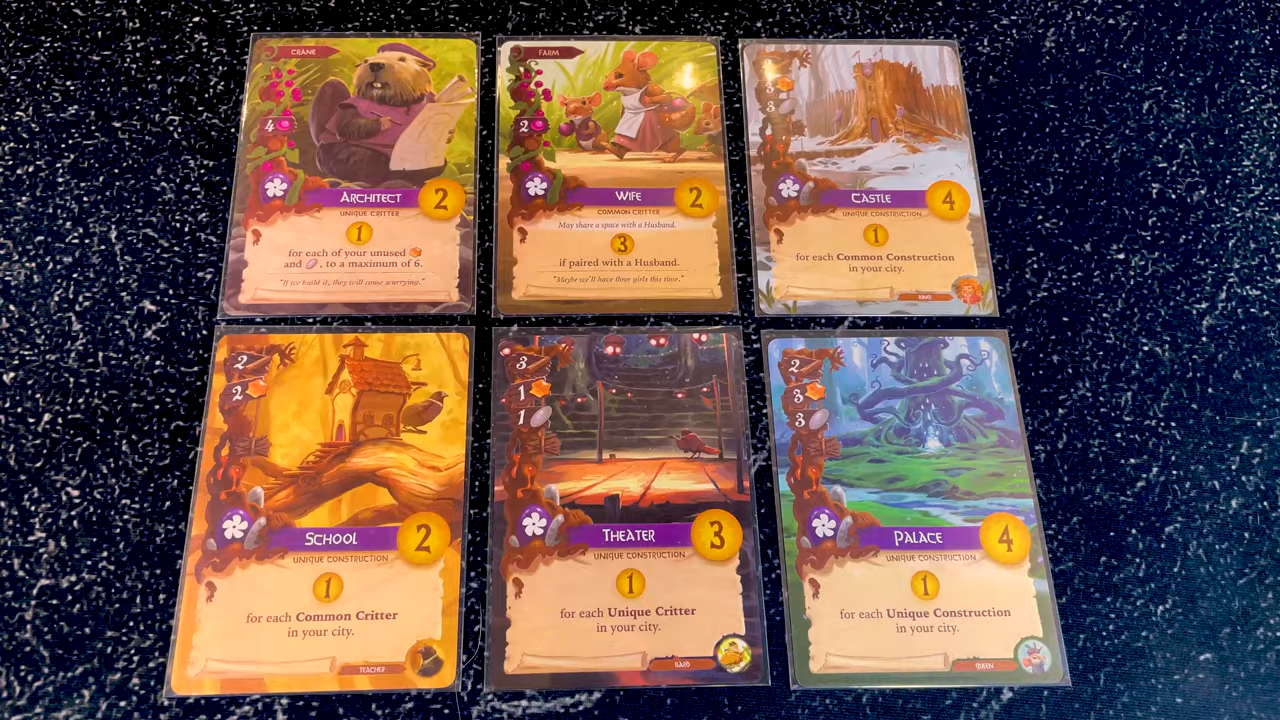 CRANE
4
ARCHITECT 2
UNIQUE CRITTER
1
for each of your unused
and , to a maximum of 6.
"If we build it, they will come scurrying."
FARM
2
WIFE 2
COMMON CRITTER
May share a space with a Husband.
3
if paired with a Husband.
"Maybe we'll have three girls this time."
3
3
CASTLE 4
UNIQUE CONSTRUCTION
1
for each Common Construction
in your city.
KING
2
2
SCHOOL 2
UNIQUE CONSTRUCTION
1
for each Common Critter
in your city.
TEACHER
3
1
1
THEATER 3
UNIQUE CONSTRUCTION
1
for each Unique Critter
in your city.
BARD
2
3
3
PALACE 4
UNIQUE CONSTRUCTION
1
for each Unique Construction
in your city.
QUEEN